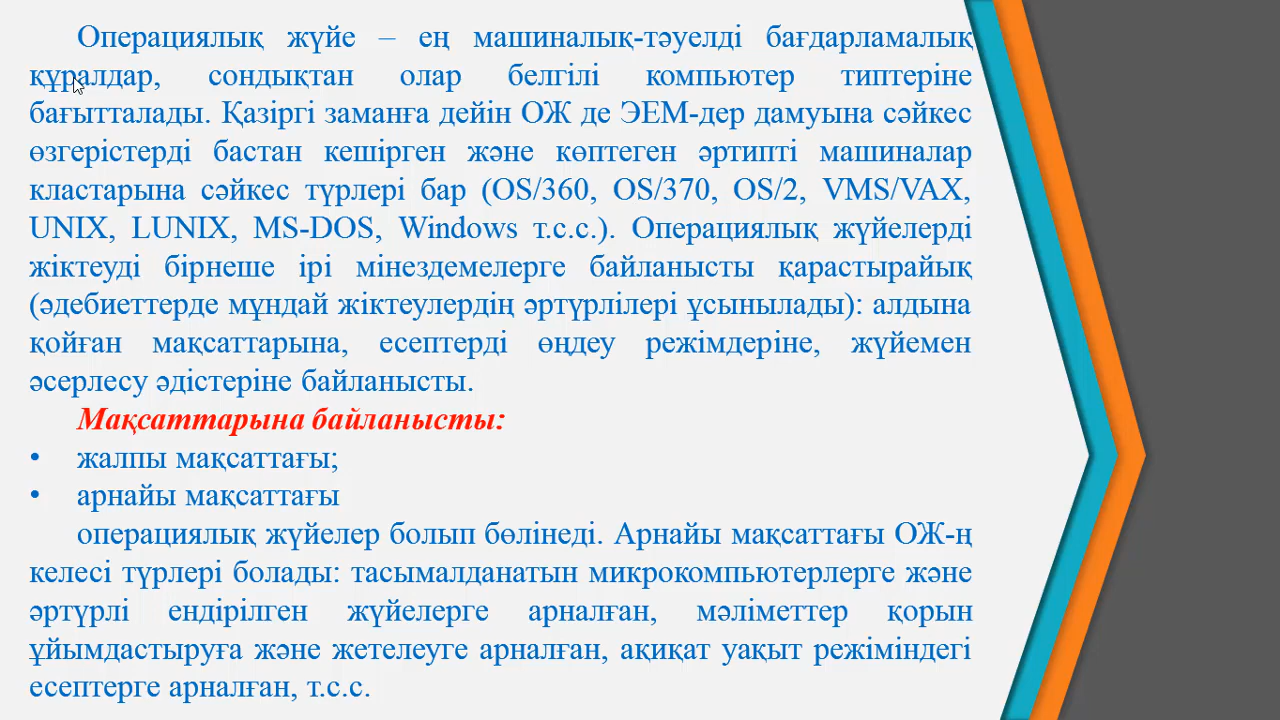 Операциялық жүйе – ең машиналық-тәуелді бағдарламалық
құралдар, сондықтан олар белгілі компьютер типтеріне
бағытталады. Қазіргі заманға дейін ОЖ де ЭЕМ-дер дамуына сәйкес
өзгерістерді бастан кешірген және көптеген әртипті машиналар
кластарына сәйкес түрлері бар (OS/360, OS/370, OS/2, VMS/VAX,
UNIX, LUNIX, MS-DOS, Windows т.с.с.). Операциялық жүйелерді
жіктеуді бірнеше ірі мінездемелерге байланысты қарастырайық
(әдебиеттерде мұндай жіктеулердің әртүрлілері ұсынылады): алдына
қойған мақсаттарына, есептерді өңдеу режімдеріне, жүйемен
әсерлесу әдістеріне байланысты.
Мақсаттарына байланысты:
• жалпы мақсаттағы;
• арнайы мақсаттағы
операциялық жүйелер болып бөлінеді. Арнайы мақсаттағы ОЖ-ң
келесі түрлері болады: тасымалданатын микрокомпьютерлерге және
әртүрлі ендірілген жүйелерге арналған, мәліметтер қорын
ұйымдастыруға және жетелеуге арналған, ақиқат уақыт режіміндегі
есептерге арналған, т.с.с.